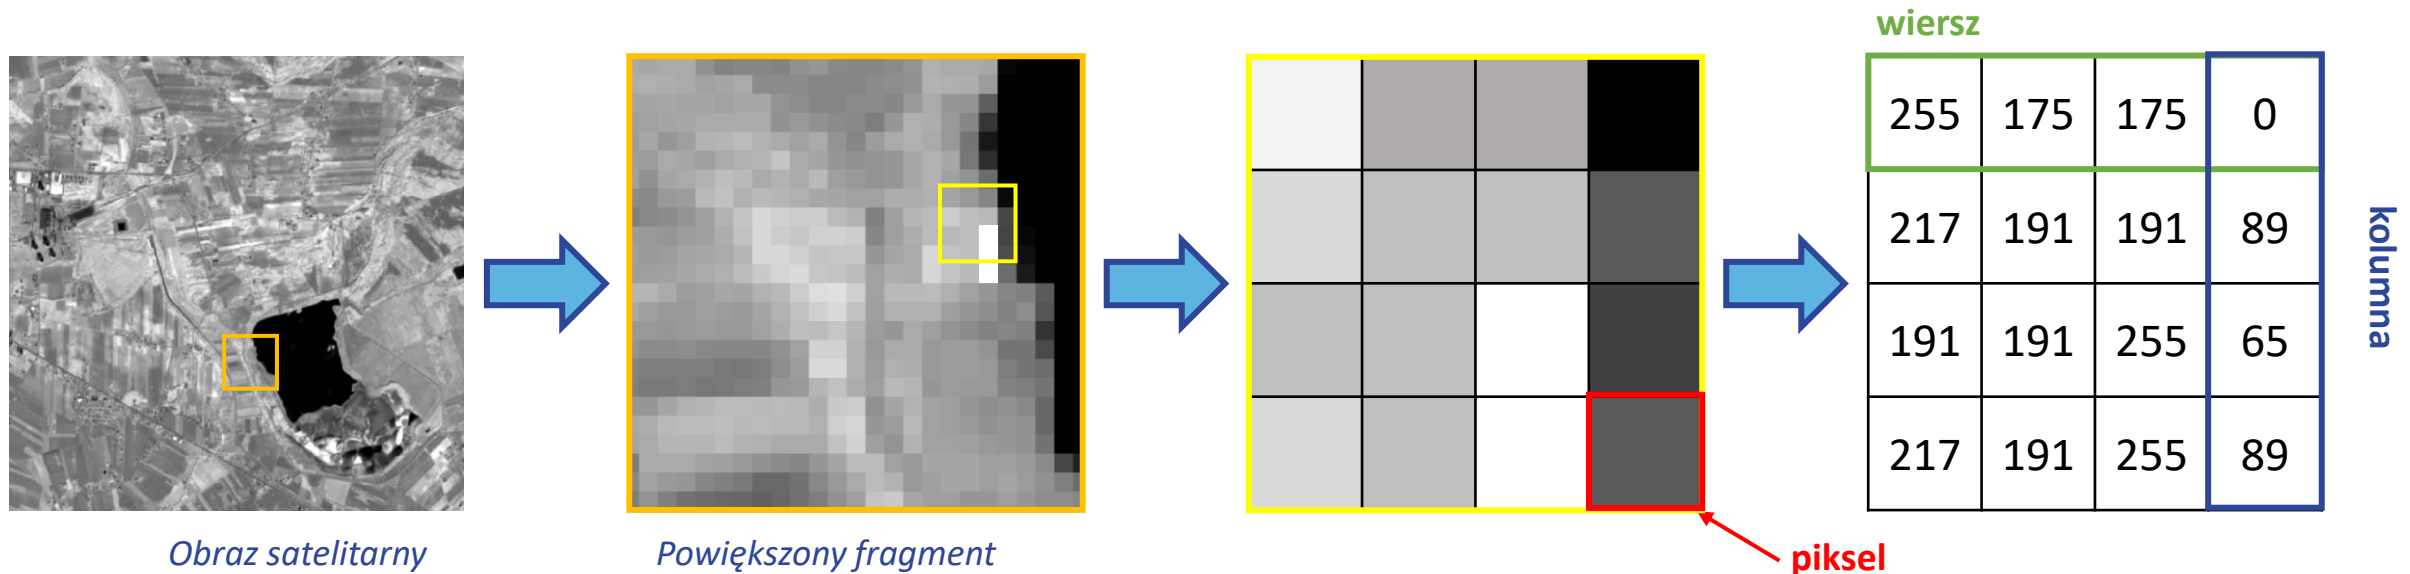 wiersz
255 175 175 0
217 191 191 89
191 191 255 65
217 191 255 89
kolumna
Obraz satelitarny
Powiększony fragment
piksel